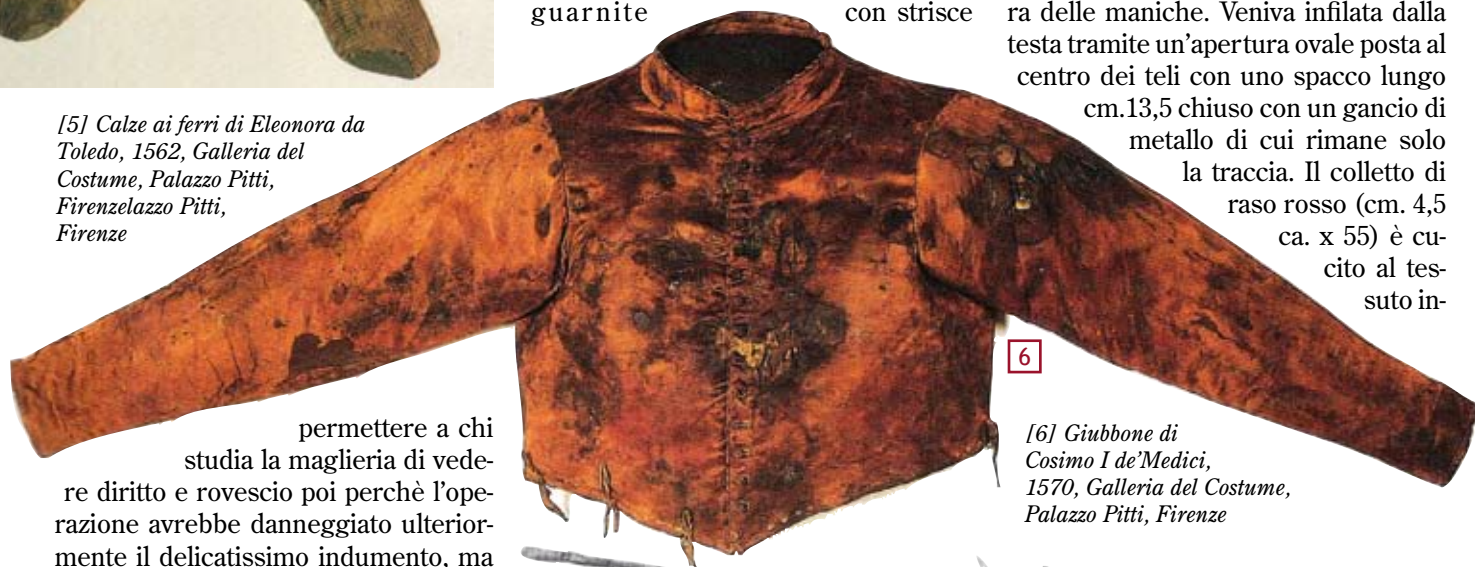 [5] Calze ai ferri di Eleonora da
Toledo, 1562, Galleria del
Costume, Palazzo Pitti,
Firenzelazzo Pitti,
Firenze
permettere a chi
studia la maglieria di vede-
re diritto e rovescio poi perchè l'ope-
razione avrebbe danneggiato ulterior-
mente il delicatissimo indumento, ma
guarnite con strisce
ra delle maniche. Veniva infilata dalla
testa tramite un'apertura ovale posta al
centro dei teli con uno spacco lungo
cm.13,5 chiuso con un gancio di
metallo di cui rimane solo
la traccia. Il colletto di
raso rosso (cm. 4,5
ca. x 55) è cu-
cito al tes-
suto in-
6
[6] Giubbone di
Cosimo I de'Medici,
1570, Galleria del Costume,
Palazzo Pitti, Firenze